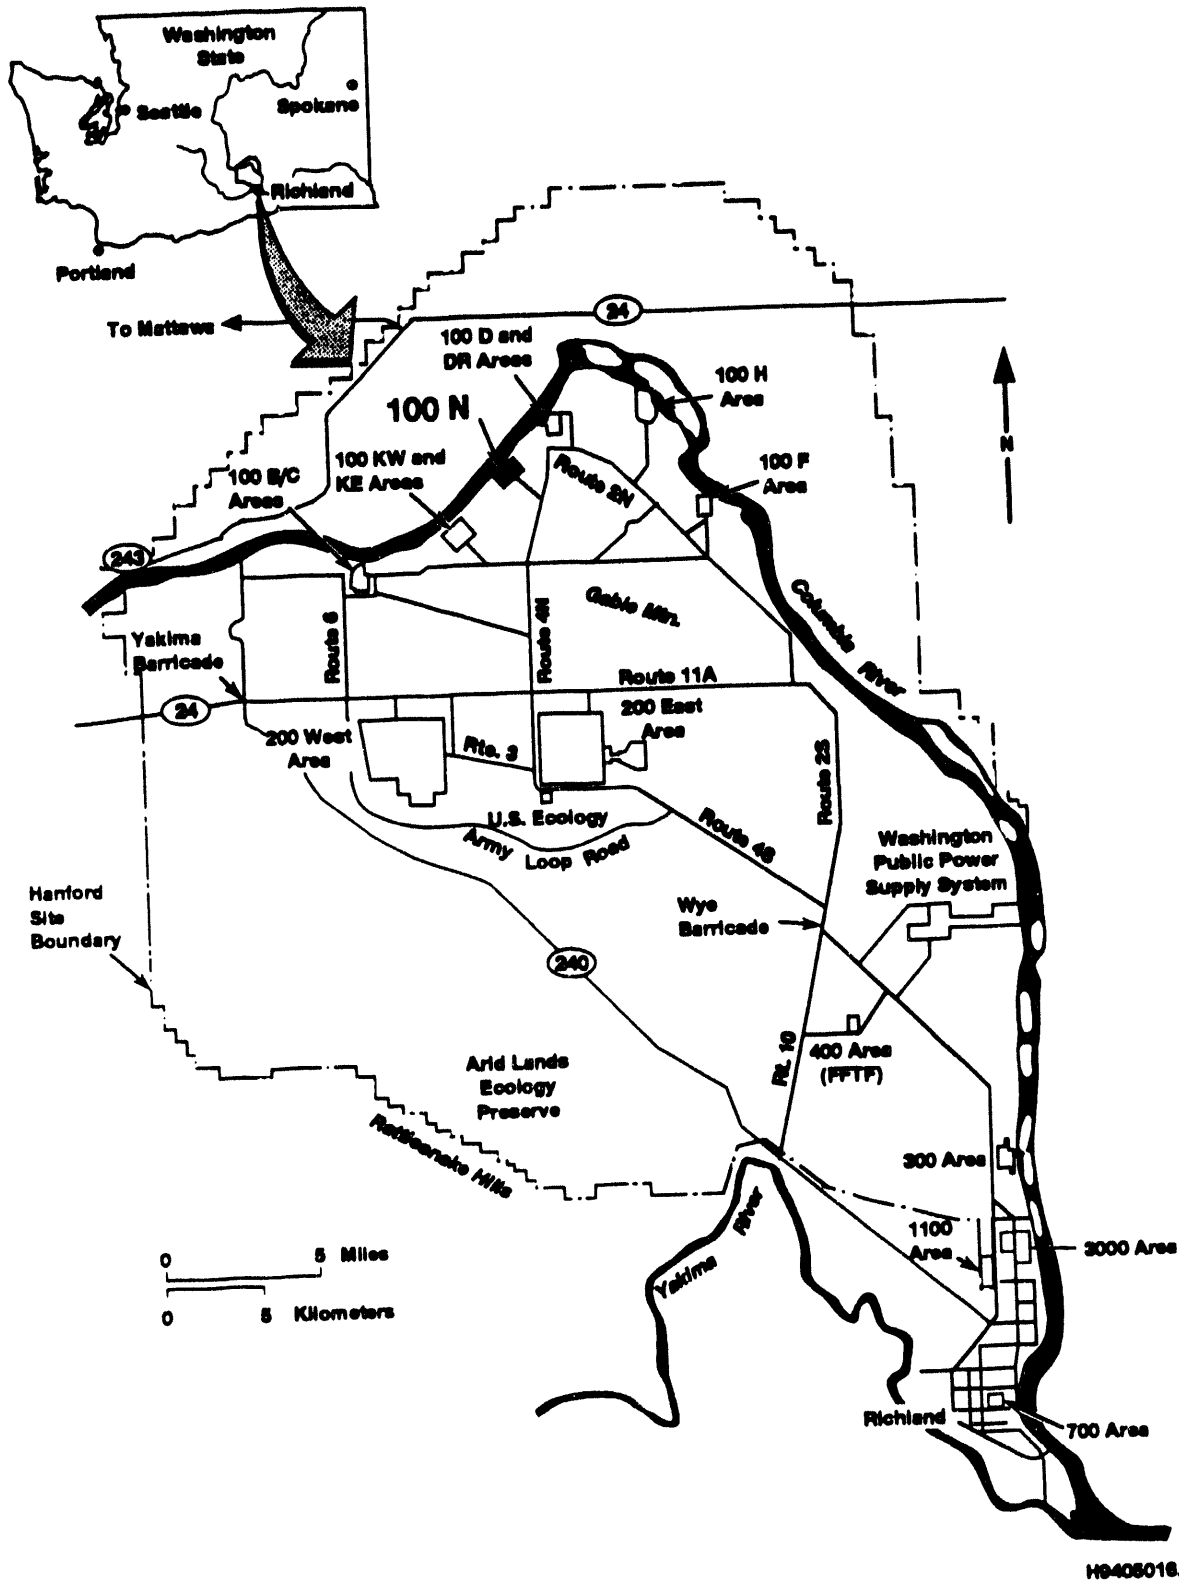 Washington
State
Seattle
Spokane
Richland
Portland
To Mattawa
24
100 D and
DR Areas
100 H
Area
100 N
N
100 KW and
KE Areas
100 B/C
Areas
Route 2N
100 F
Area
243
Gable Mtn.
Columbia River
Yakima
Barricade
Route 6
Route 4N
Route 11A
24
200 West
Area
200 East
Area
Rte. 3
Route 2S
U.S. Ecology
Army Loop Road
Route 4S
Washington
Public Power
Supply System
Hanford
Site
Boundary
Wye
Barricade
240
Rt. 10
400 Area
(FFTF)
Arid Lands
Ecology
Preserve
Rattlesnake Hills
300 Area
Yakima River
1100
Area
3000 Area
0 5 Miles
0 5 Kilometers
Richland
700 Area
H9405016.